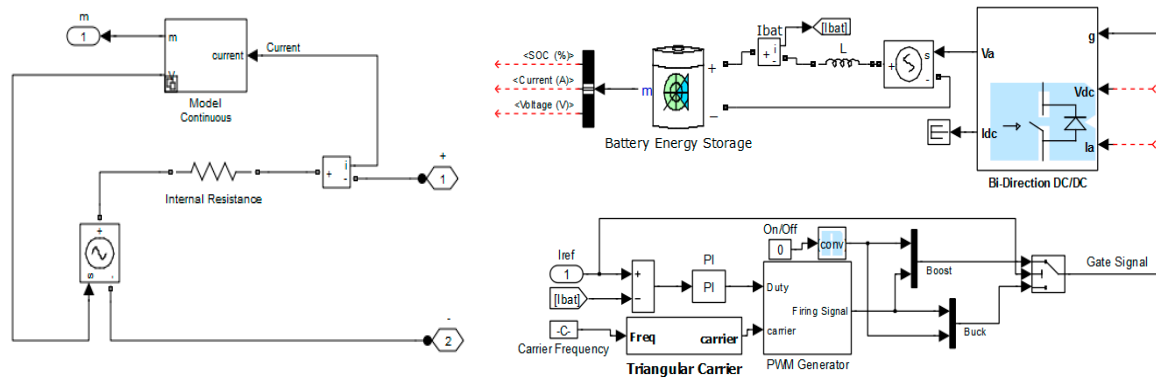 m
1
m
current
V
Current
Model
Continuous
Internal Resistance
+
i
-
+
1
+
s
-
-
2
<SOC (%)>
<Current (A)>
<Voltage (V)>
m
+
–
Battery Energy Storage
Ibat
[Ibat]
+
i
-
L
+
s
-
Va
Idc
g
Vdc
Ia
Bi-Direction DC/DC
Iref
1
[Ibat]
+
–
PI
PI
-C-
Carrier Frequency
Freq
carrier
Triangular Carrier
On/Off
0
conv
Duty
Firing Signal
carrier
PWM Generator
Boost
Buck
Gate Signal